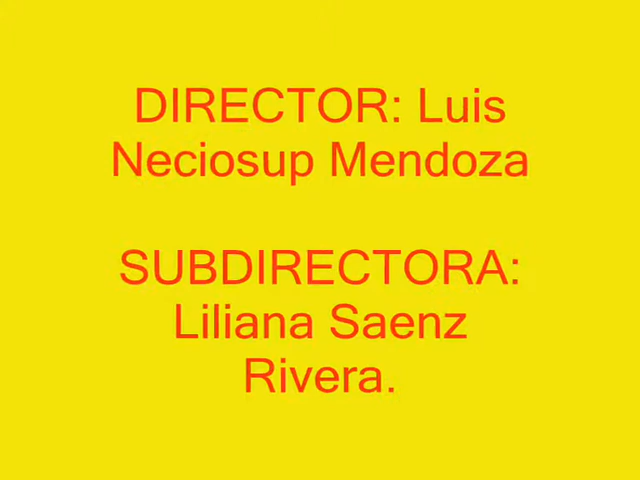 DIRECTOR: Luis
Neciosup Mendoza
SUBDIRECTORA:
Liliana Saenz
Rivera.